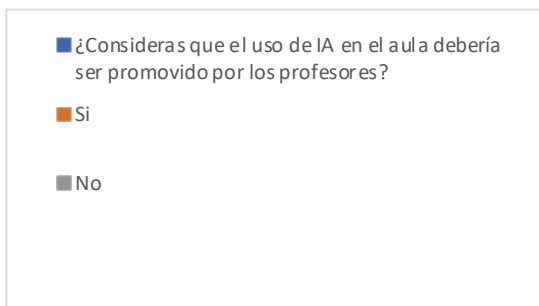 ¿Consideras que el uso de IA en el aula debería
ser promovido por los profesores?
Si
No